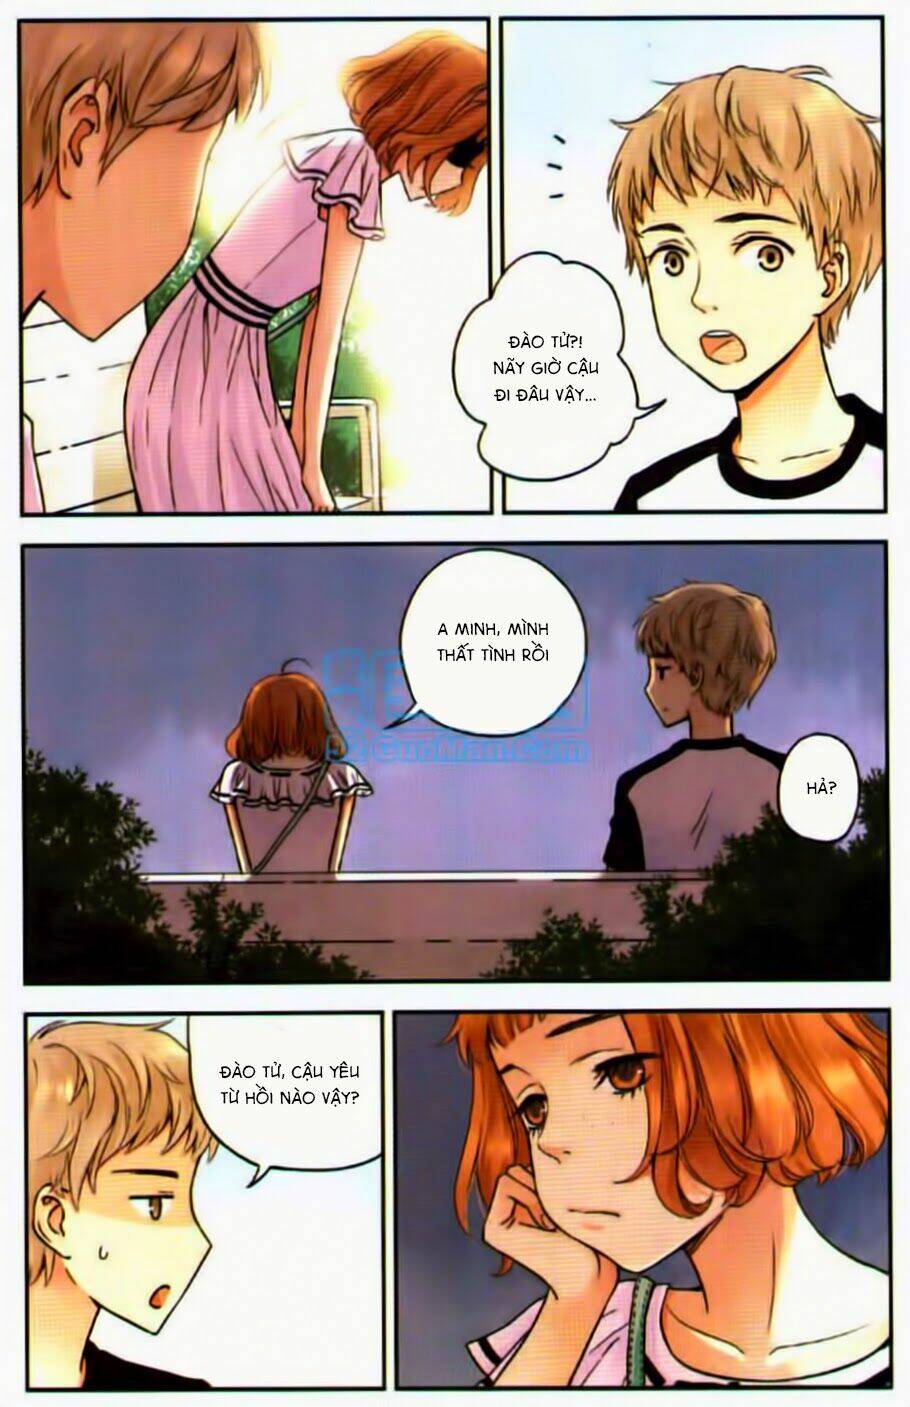 ĐÀO TỬ?!
NÃY GIỜ CẬU
ĐI ĐÂU VẬY...
A MINH, MÌNH
THẤT TÌNH RỒI
HẢ?
ĐÀO TỬ, CẬU YÊU
TỪ HỒI NÀO VẬY?